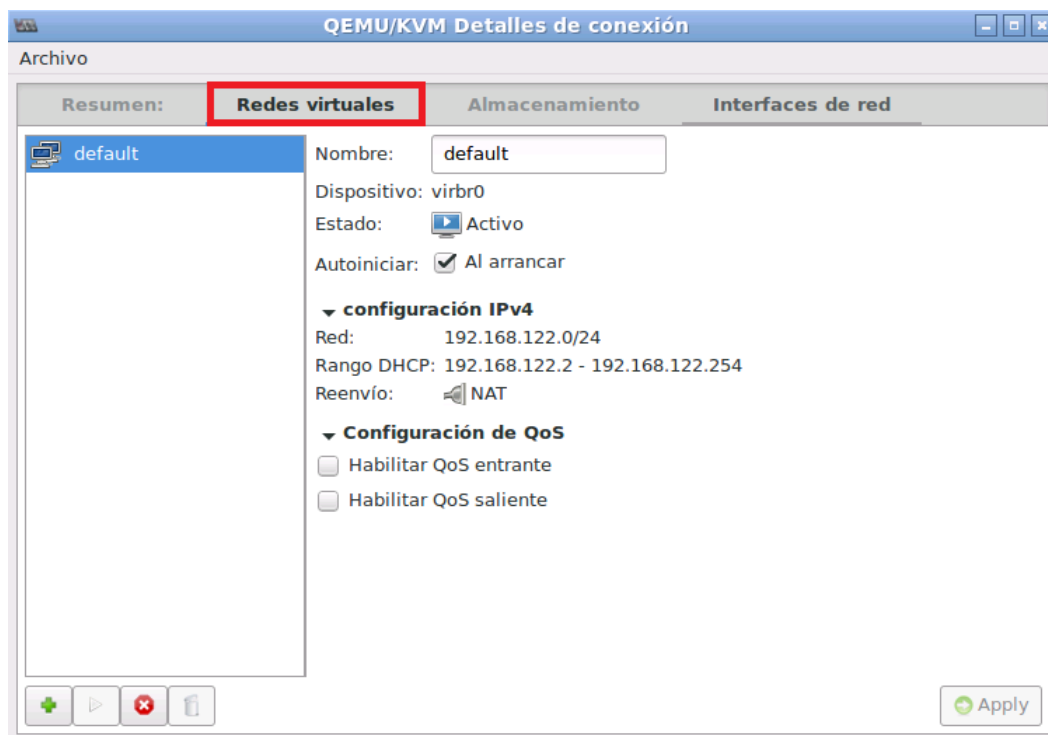 QEMU/KVM Detalles de conexión
Archivo
Resumen: Redes virtuales Almacenamiento Interfaces de red
default
Nombre: default
Dispositivo: virbr0
Estado: Activo
Autoiniciar: Al arrancar
configuración IPv4
Red: 192.168.122.0/24
Rango DHCP: 192.168.122.2 - 192.168.122.254
Reenvío: NAT
Configuración de QoS
Habilitar QoS entrante
Habilitar QoS saliente
Apply